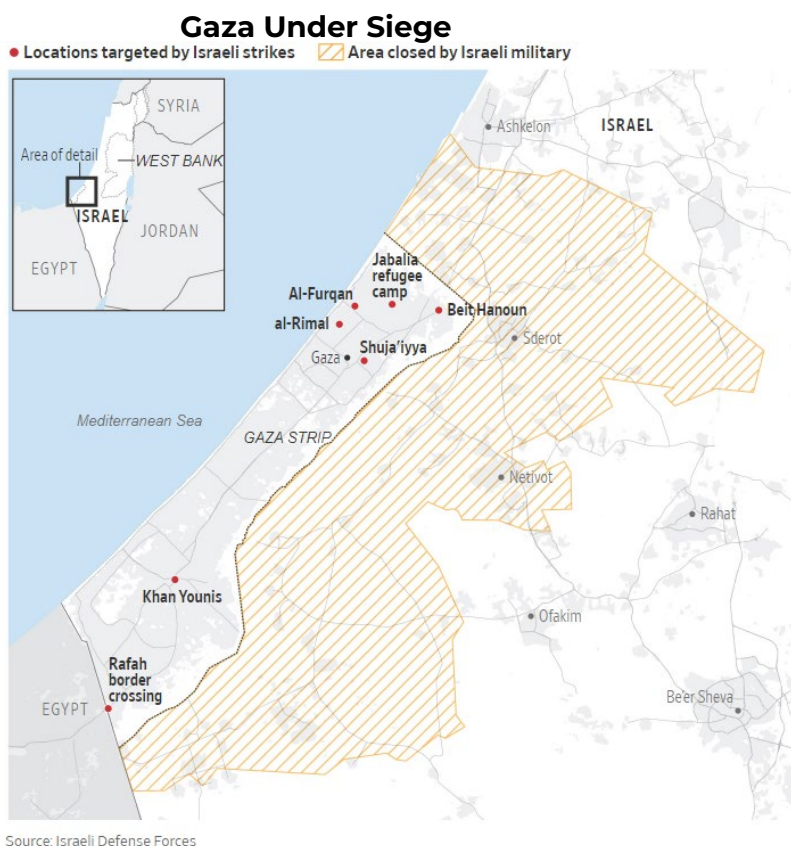 Gaza Under Siege
Locations targeted by Israeli strikes
Area closed by Israeli military
SYRIA
Area of detail
WEST BANK
ISRAEL
JORDAN
EGYPT
Ashkelon
ISRAEL
Jabalia
refugee
camp
Al-Furqan
Beit Hanoun
al-Rimal
Sderot
Shuja'iyya
Gaza
Mediterranean Sea
GAZA STRIP
Netivot
Rahat
Khan Younis
Ofakim
Rafah
border
crossing
EGYPT
Be'er Sheva
Source: Israeli Defense Forces